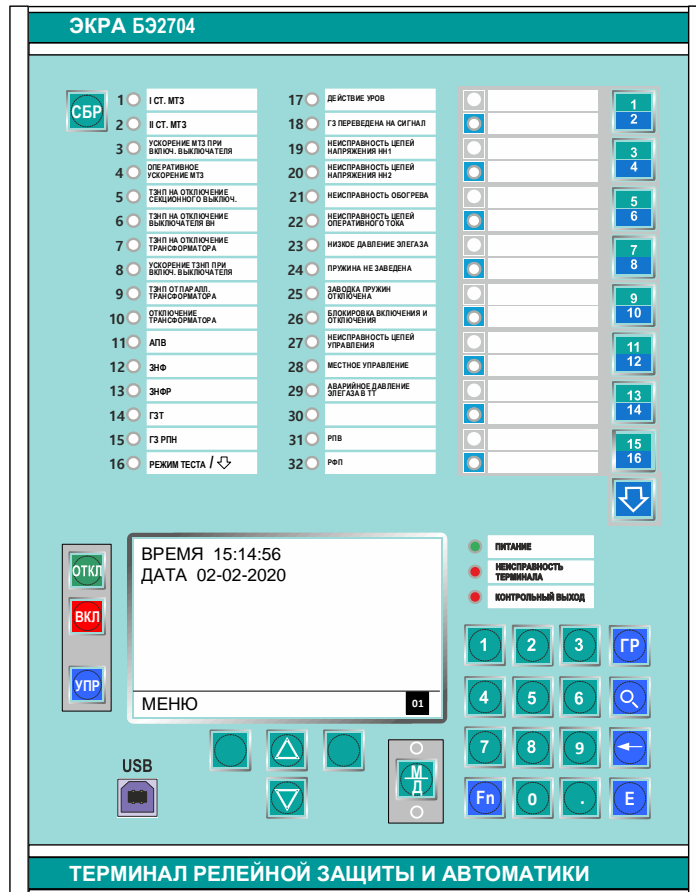 ЭКРА БЭ2704
СБР
1 I СТ. МТЗ
2 II СТ. МТЗ
3 УСКОРЕНИЕ МТЗ ПРИ
ВКЛЮЧ. ВЫКЛЮЧАТЕЛЯ
4 ОПЕРАТИВНОЕ
УСКОРЕНИЕ МТЗ
5 ТЗНП НА ОТКЛЮЧЕНИЕ
СЕКЦИОННОГО ВЫКЛЮЧ.
6 ТЗНП НА ОТКЛЮЧЕНИЕ
ВЫКЛЮЧАТЕЛЯ ВН
7 ТЗНП НА ОТКЛЮЧЕНИЕ
ТРАНСФОРМАТОРА
8 УСКОРЕНИЕ ТЗНП ПРИ
ВКЛЮЧ. ВЫКЛЮЧАТЕЛЯ
9 ТЗНП ОТ ПАРАЛЛ.
ТРАНСФОРМАТОРА
10 ОТКЛЮЧЕНИЕ
ТРАНСФОРМАТОРА
11 АПВ
12 ЗНФ
13 ЗНФР
14 ГЗТ
15 ГЗ РПН
16 РЕЖИМ ТЕСТА /
17 ДЕЙСТВИЕ УРОВ
18 ГЗ ПЕРЕВЕДЕНА НА СИГНАЛ
19 НЕИСПРАВНОСТЬ ЦЕПЕЙ
НАПРЯЖЕНИЯ НН1
20 НЕИСПРАВНОСТЬ ЦЕПЕЙ
НАПРЯЖЕНИЯ НН2
21 НЕИСПРАВНОСТЬ ОБОГРЕВА
22 НЕИСПРАВНОСТЬ ЦЕПЕЙ
ОПЕРАТИВНОГО ТОКА
23 НИЗКОЕ ДАВЛЕНИЕ ЭЛЕГАЗА
24 ПРУЖИНА НЕ ЗАВЕДЕНА
25 ЗАВОДКА ПРУЖИН
ОТКЛЮЧЕНА
26 БЛОКИРОВКА ВКЛЮЧЕНИЯ И
ОТКЛЮЧЕНИЯ
27 НЕИСПРАВНОСТЬ ЦЕПЕЙ
УПРАВЛЕНИЯ
28 МЕСТНОЕ УПРАВЛЕНИЕ
29 АВАРИЙНОЕ ДАВЛЕНИЕ
ЭЛЕГАЗА В ТТ
30
31 РПВ
32 РФП
1
2
3
4
5
6
7
8
9
10
11
12
13
14
15
16
ОТКЛ
ВКЛ
УПР
ВРЕМЯ 15:14:56
ДАТА 02-02-2020
МЕНЮ 01
ПИТАНИЕ
НЕИСПРАВНОСТЬ
ТЕРМИНАЛА
КОНТРОЛЬНЫЙ ВЫХОД
1 2 3 ГР
4 5 6
7 8 9
Fn 0 . E
USB
М
Д
ТЕРМИНАЛ РЕЛЕЙНОЙ ЗАЩИТЫ И АВТОМАТИКИ